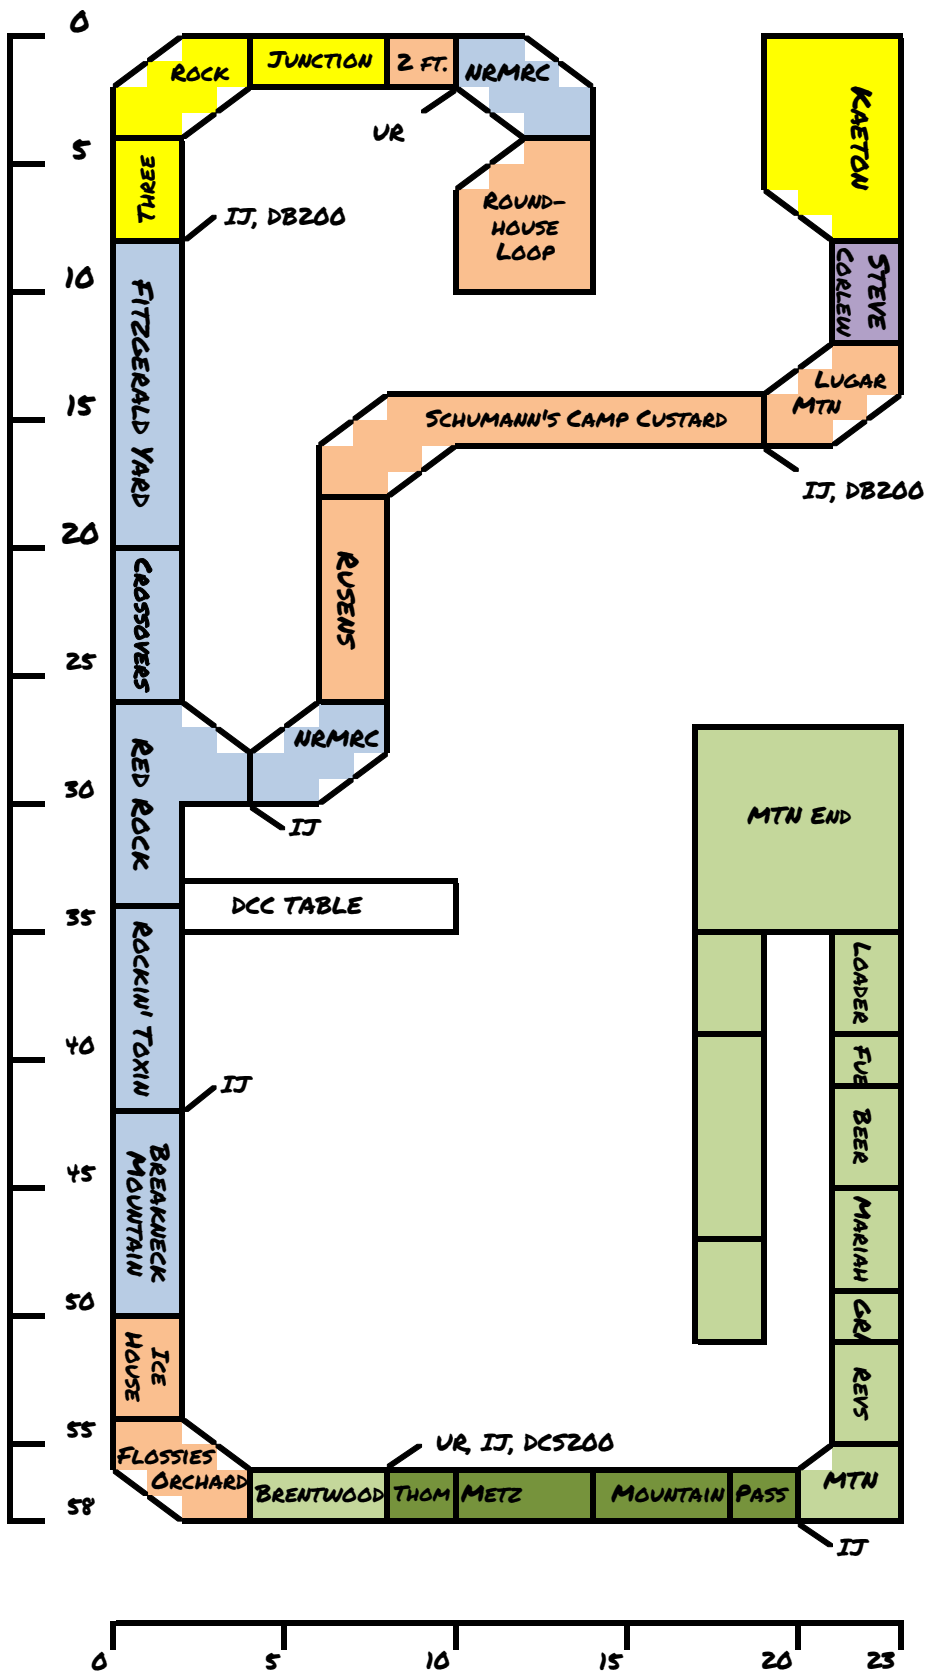 0
Rock
Junction
2 ft.
NRMRC
Kaeton
UR
5
Three
IJ, DB200
Round-
house
Loop
10
Fitzgerald Yard
Steve
Corlew
Lugar
Mtn
15
Schumann's Camp Custard
IJ, DB200
20
Crossovers
Rusens
25
Red Rock
NRMRC
30
IJ
MTN End
DCC TABLE
35
Rockin' Toxin
Loader
40
Fue
IJ
Beer
Breakneck
Mountain
45
Mariah
50
Gra
Ice
House
Revs
55
Flossies
Orchard
UR, IJ, DCS200
Brentwood
Thom
Metz
Mountain
Pass
MTN
58
IJ
0
5
10
15
20
23